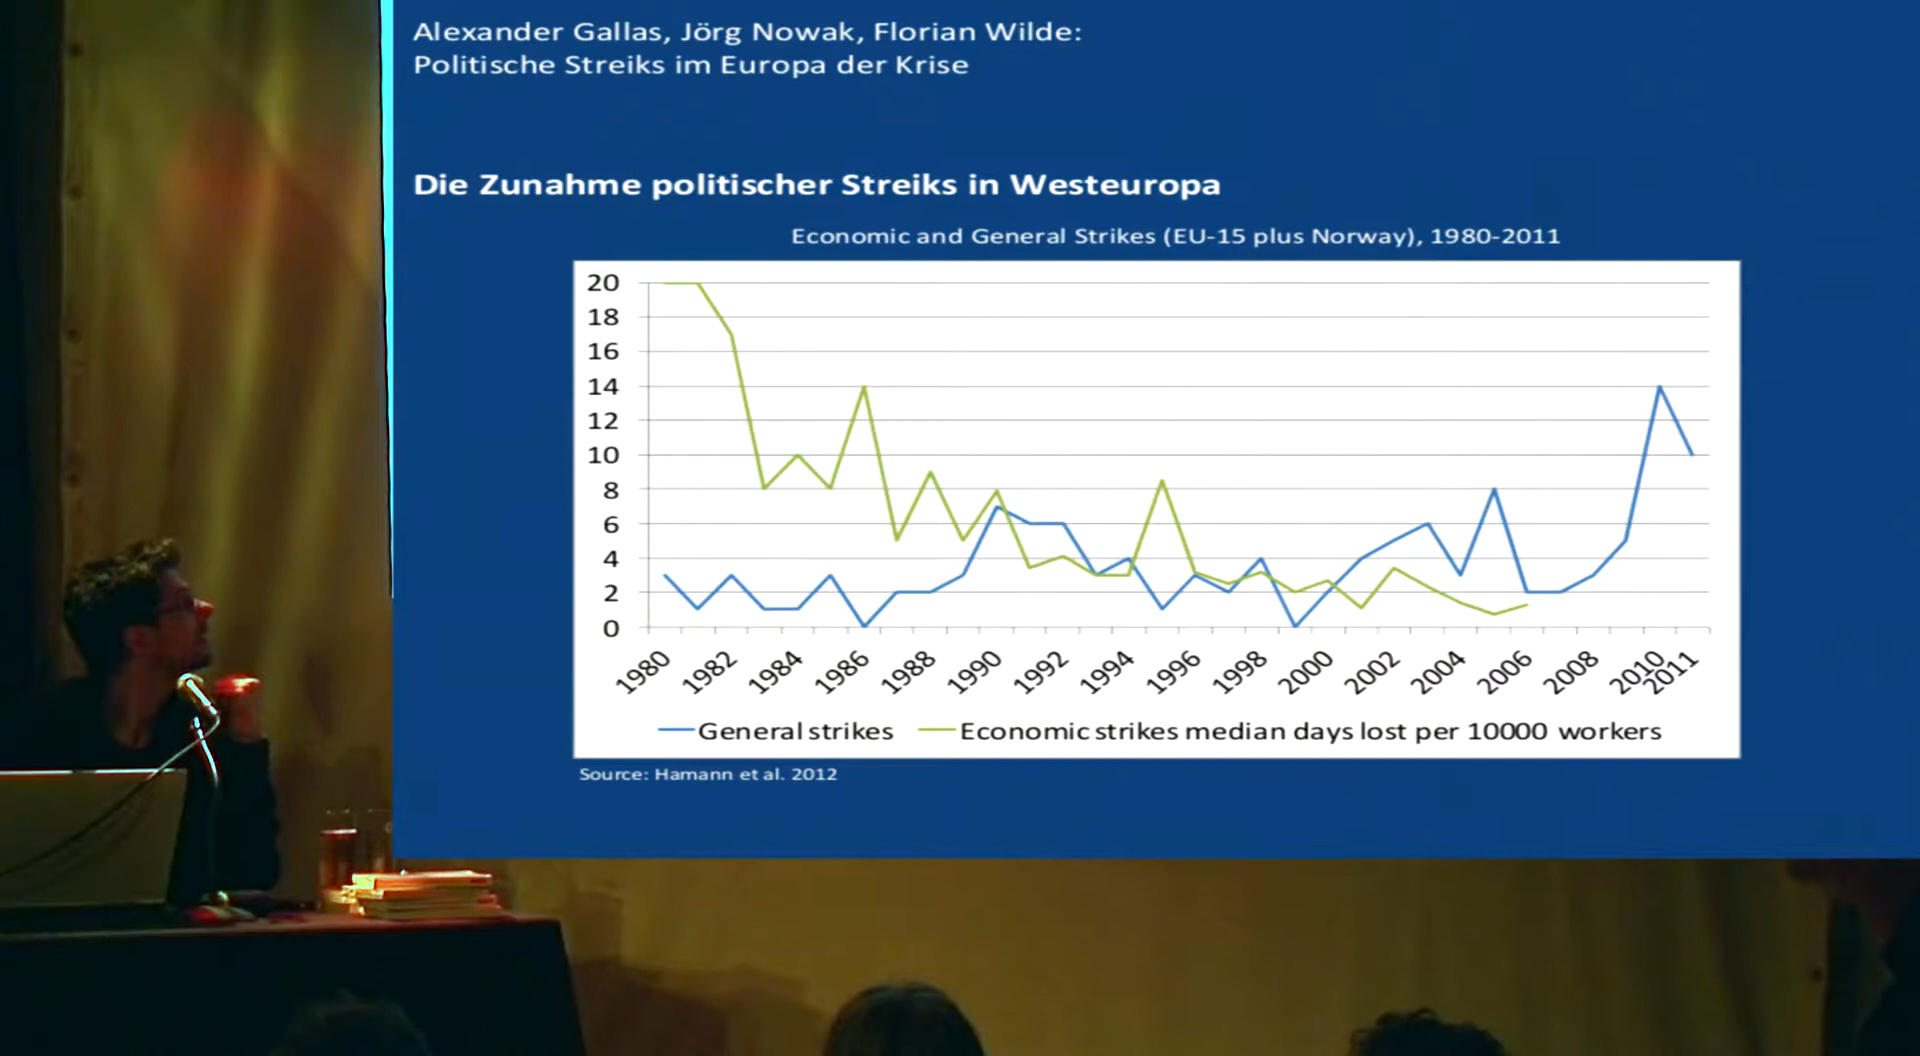 Alexander Gallas, Jörg Nowak, Florian Wilde:
Politische Streiks im Europa der Krise
Die Zunahme politischer Streiks in Westeuropa
Economic and General Strikes (EU-15 plus Norway), 1980-2011
20
18
16
14
12
10
8
6
4
2
0
1980 1982 1984 1986 1988 1990 1992 1994 1996 1998 2000 2002 2004 2006 2008 2010 2011
General strikes Economic strikes median days lost per 10000 workers
Source: Hamann et al. 2012